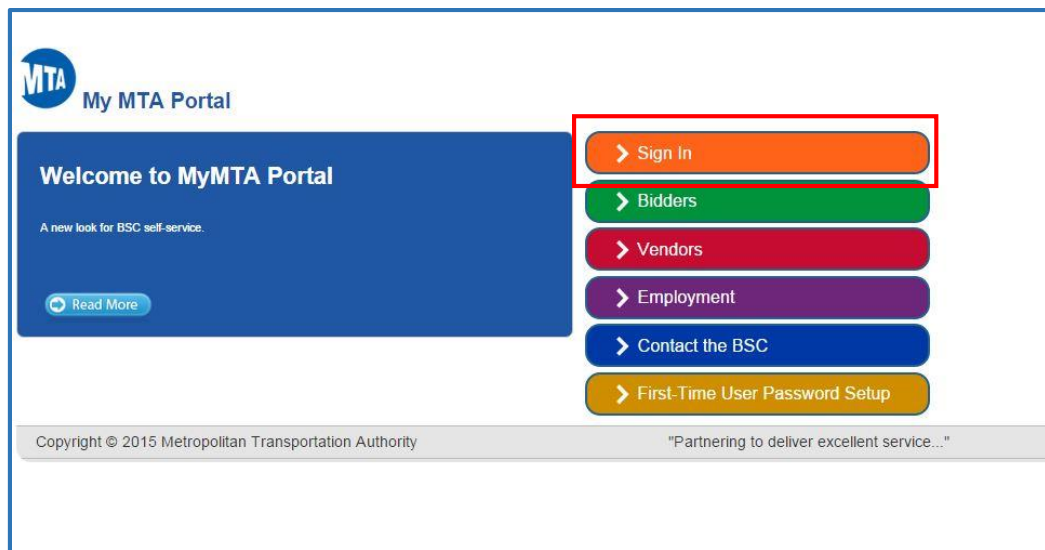 MTA
My MTA Portal
Welcome to MyMTA Portal
A new look for BSC self-service.
Read More
Sign In
Bidders
Vendors
Employment
Contact the BSC
First-Time User Password Setup
Copyright © 2015 Metropolitan Transportation Authority
"Partnering to deliver excellent service..."